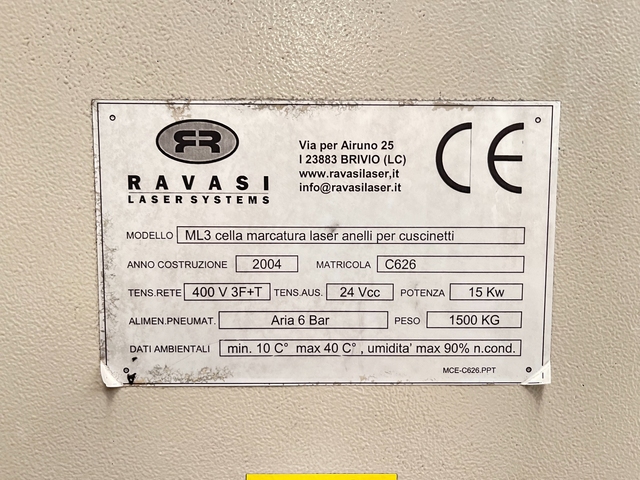 RAVASI
LASER SYSTEMS
Via per Airuno 25
I 23883 BRIVIO (LC)
www.ravasilaser,it
info@ravasilaser.it
CE
MODELLO ML3 cella marcatura laser anelli per cuscinetti
ANNO COSTRUZIONE 2004 MATRICOLA C626
TENS.RETE 400 V 3F+T TENS.AUS. 24 Vcc POTENZA 15 Kw
ALIMEN.PNEUMAT. Aria 6 Bar PESO 1500 KG
DATI AMBIENTALI min. 10 C° max 40 C° , umidita' max 90% n.cond.
MCE-C626.PPT